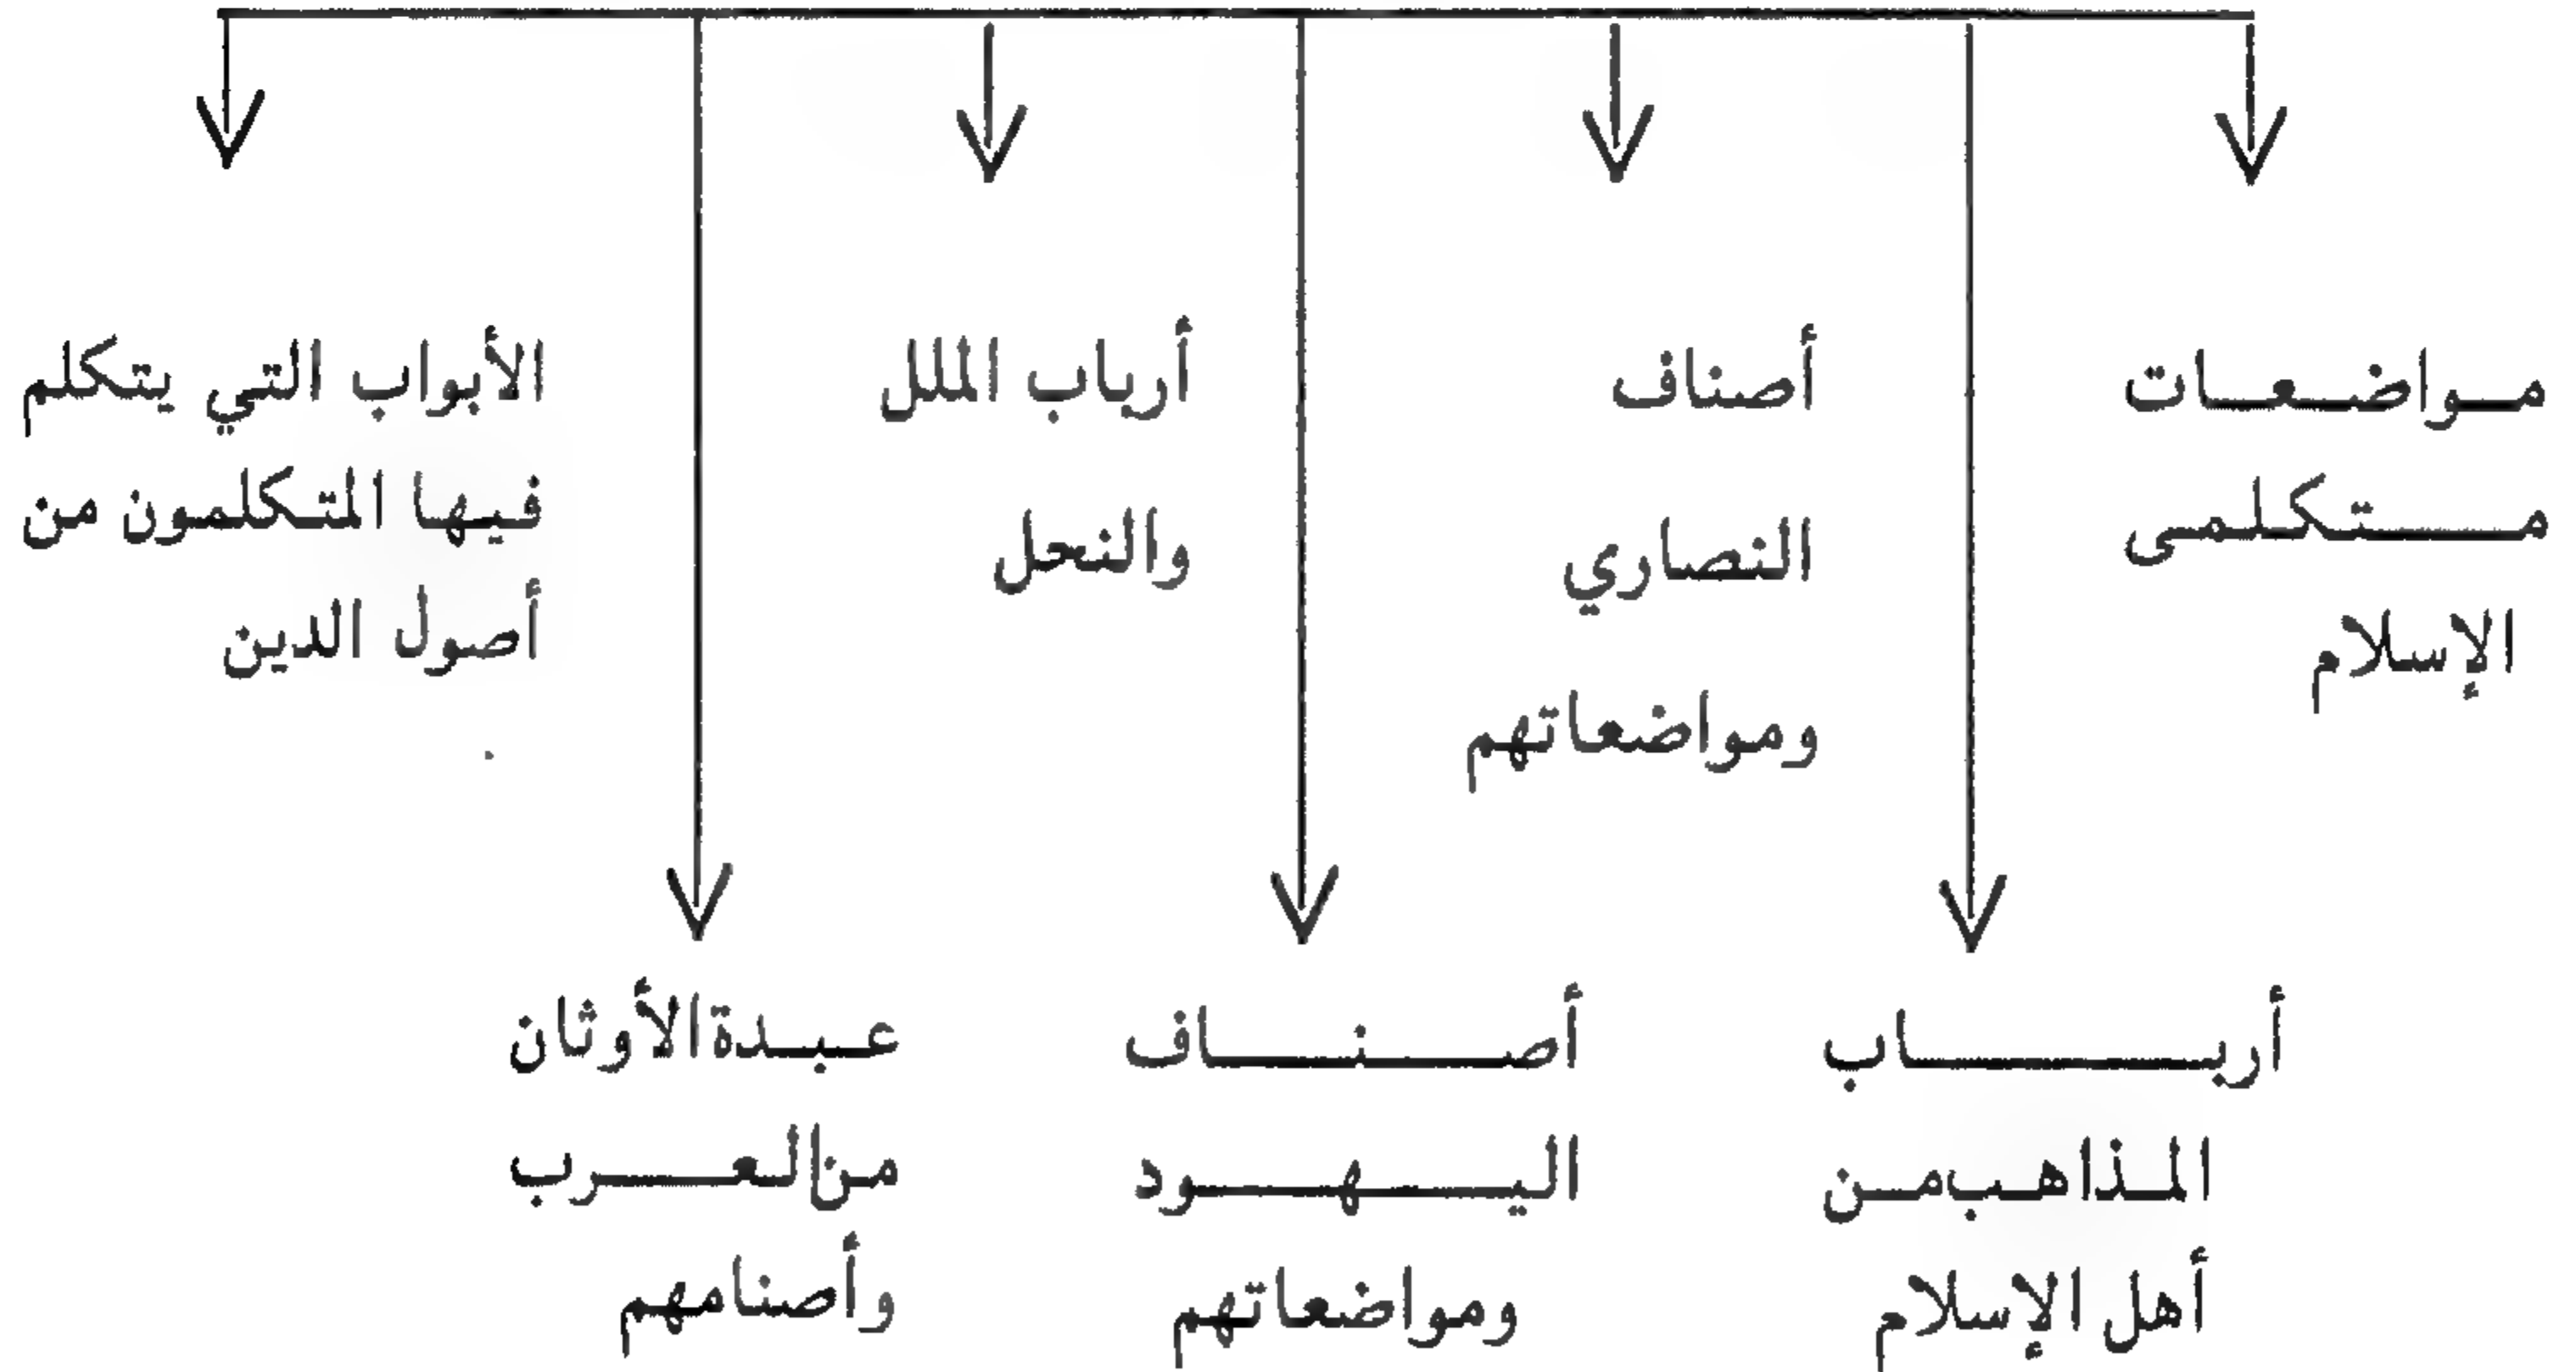 مواضعات
متكلمى
الإسلام
أرباب
المذاهب من
أهل الإسلام
أصناف
النصاري
ومواضعاتهم
أصناف
اليهود
ومواضعاتهم
أرباب الملل
والنحل
عبدة الأوثان
من العرب
وأصنامهم
الأبواب التي يتكلم
فيها المتكلمون من
أصول الدين